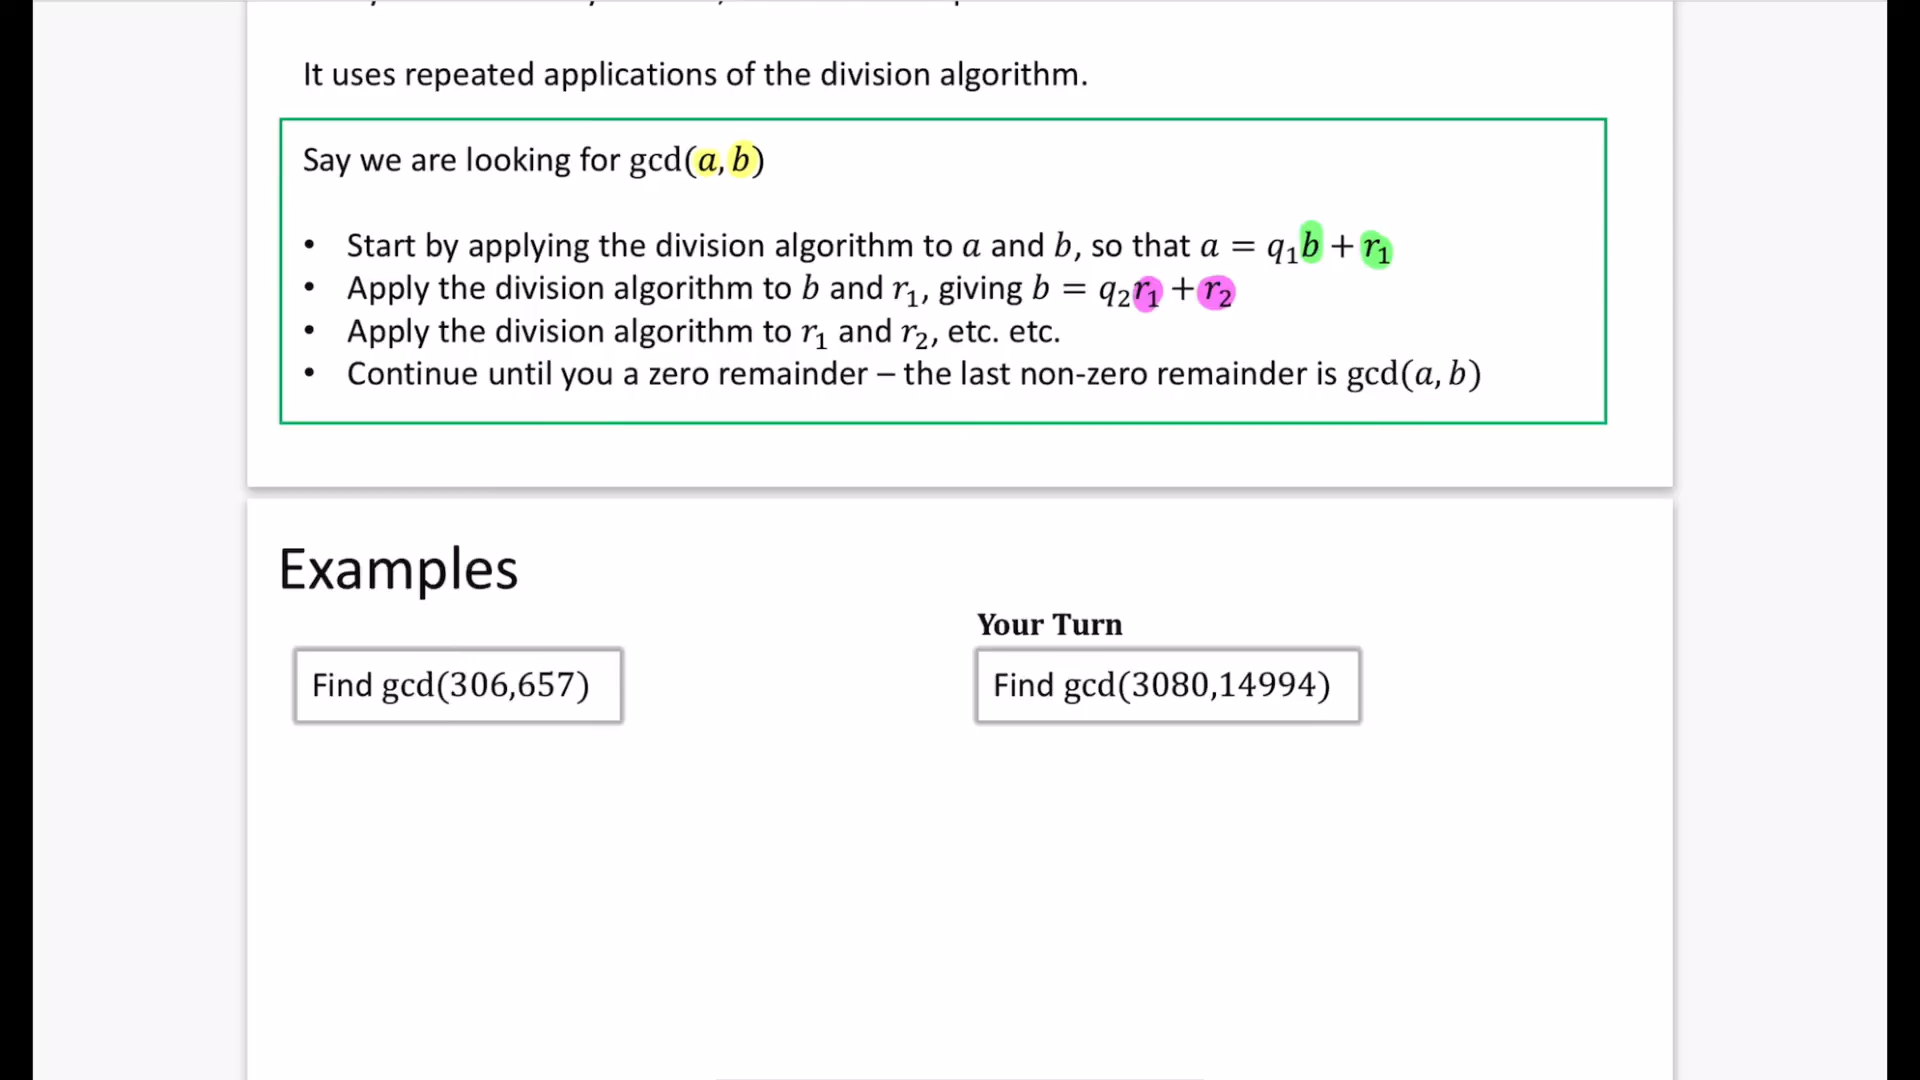 It uses repeated applications of the division algorithm.
Say we are looking for gcd(a, b)
• Start by applying the division algorithm to a and b, so that a = q₁b + r₁
• Apply the division algorithm to b and r₁, giving b = q₂r₁ + r₂
• Apply the division algorithm to r₁ and r₂, etc. etc.
• Continue until you a zero remainder – the last non-zero remainder is gcd(a, b)
Examples
Your Turn
Find gcd(306,657)
Find gcd(3080,14994)